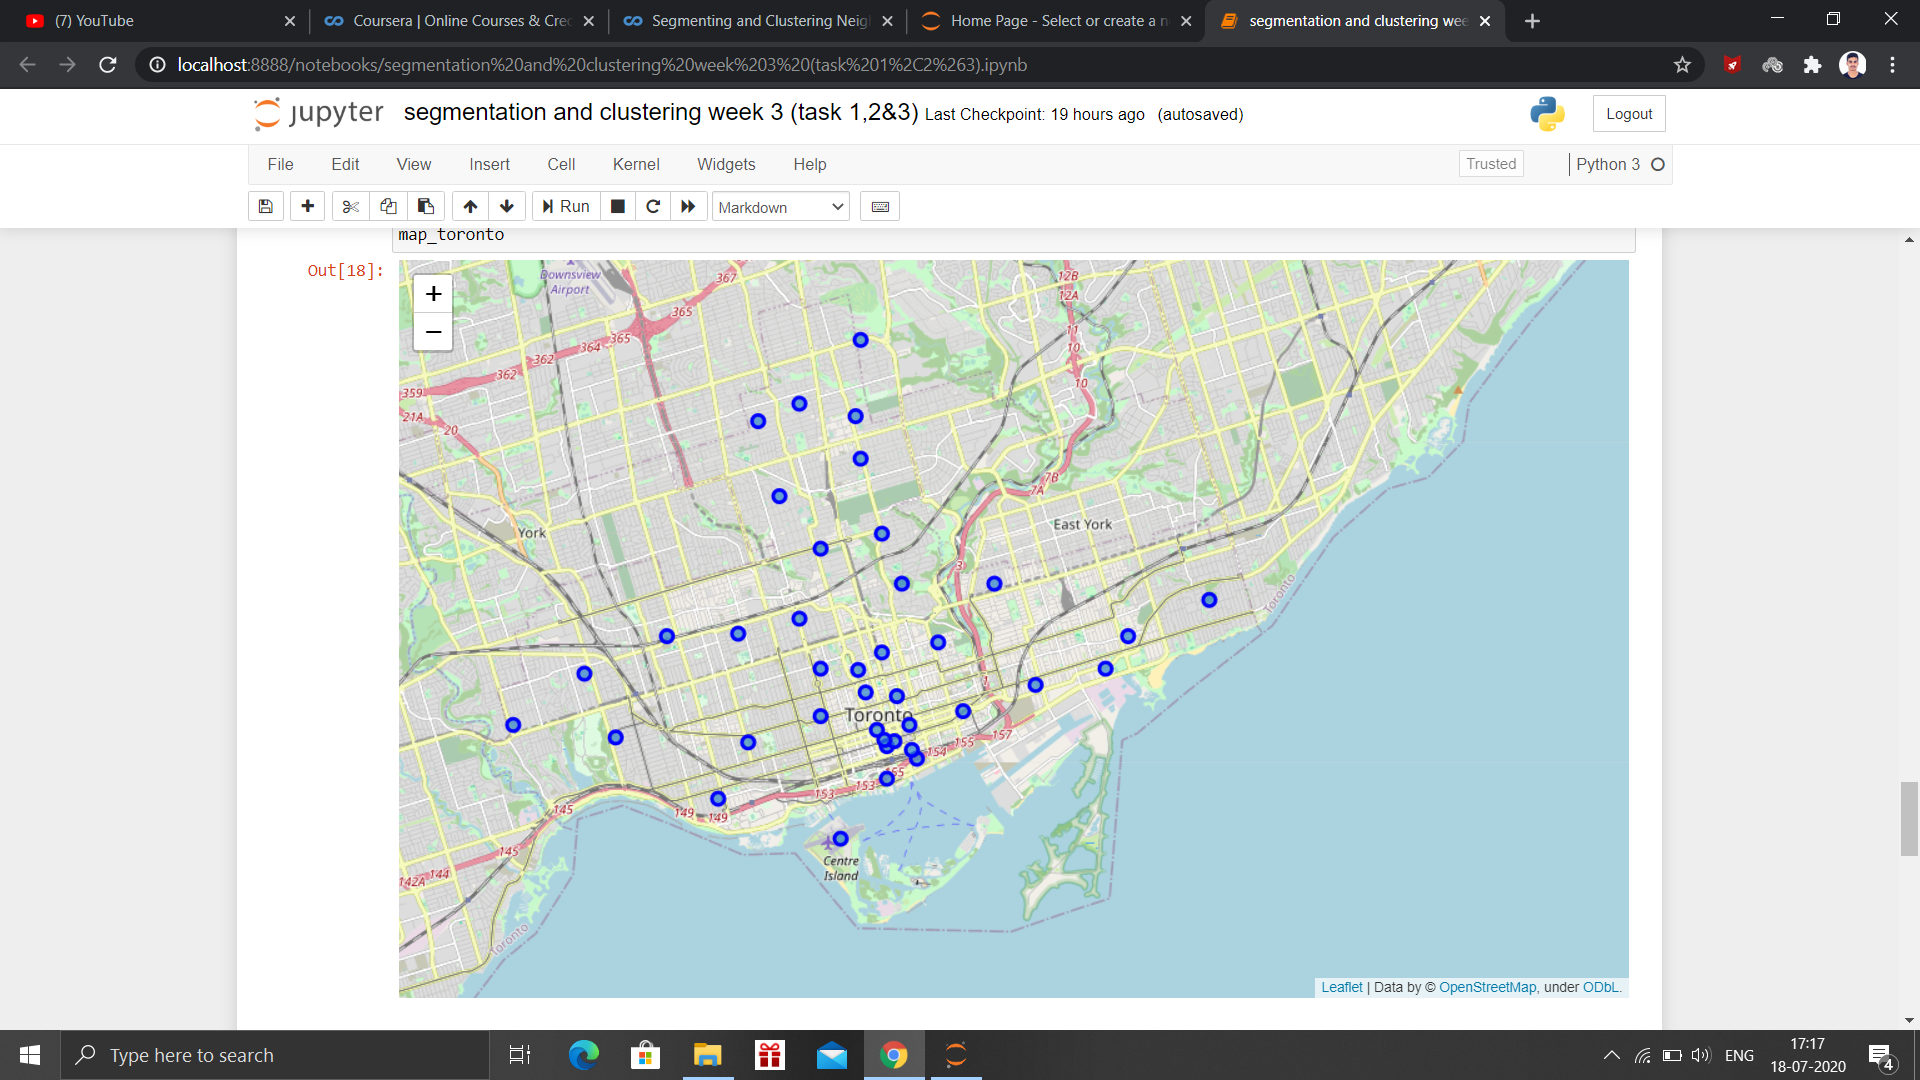 (7) YouTube
Coursera | Online Courses & Cre
Segmenting and Clustering Neig
Home Page - Select or create a n
segmentation and clustering wee
localhost:8888/notebooks/segmentation%20and%20clustering%20week%203%20(task%201%2C2%263).ipynb
jupyter segmentation and clustering week 3 (task 1,2&3) Last Checkpoint: 19 hours ago (autosaved)
Logout
File Edit View Insert Cell Kernel Widgets Help
Trusted
Python 3
Run
Markdown
map_toronto
Out[18]:
+
−
Downsview
Airport
367
12B
12A
365
11
365
364
10
362
362
10
359
21A
20
7B
7A
East York
York
3
Toronto
1
Toronto
157
155
154
155
153
153
145
149
149
145
Centre
Island
144
142A
Toronto
Leaflet | Data by © OpenStreetMap, under ODbL.
Type here to search
ENG
17:17
18-07-2020
4